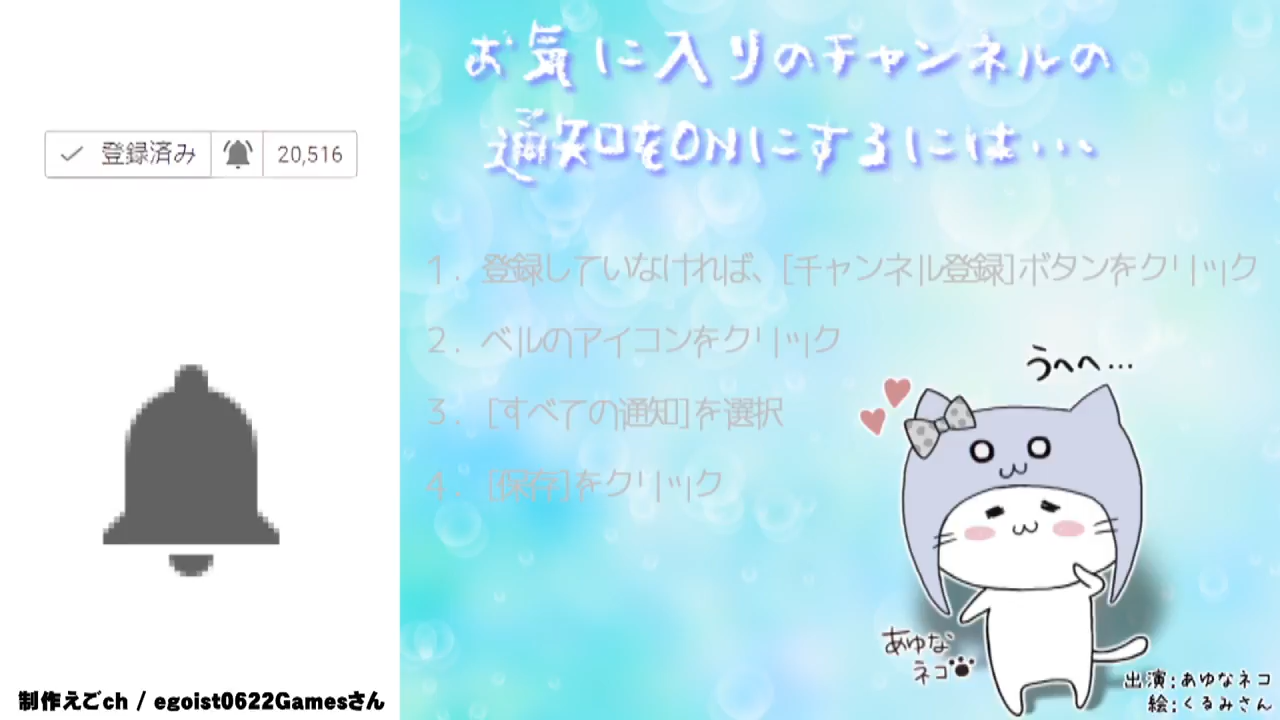 お気に入りのチャンネルの
通知をONにするには…
登録済み 20,516
1. 登録していなければ、[チャンネル登録]ボタンをクリック
2. ベルのアイコンをクリック
3. [すべての通知]を選択
4. [保存]をクリック
うへへ…
あゆな
ネコ
出演:あゆなネコ
絵:くるみさん
制作えごch / egoist0622Gamesさん